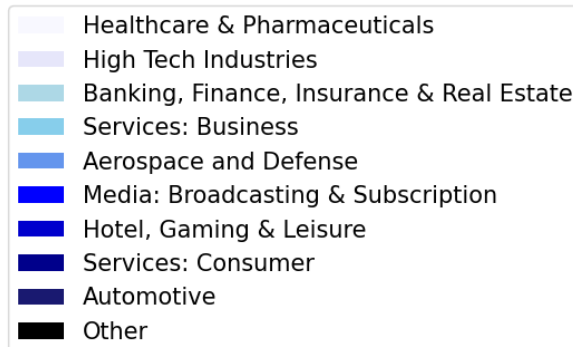 Healthcare & Pharmaceuticals
High Tech Industries
Banking, Finance, Insurance & Real Estate
Services: Business
Aerospace and Defense
Media: Broadcasting & Subscription
Hotel, Gaming & Leisure
Services: Consumer
Automotive
Other